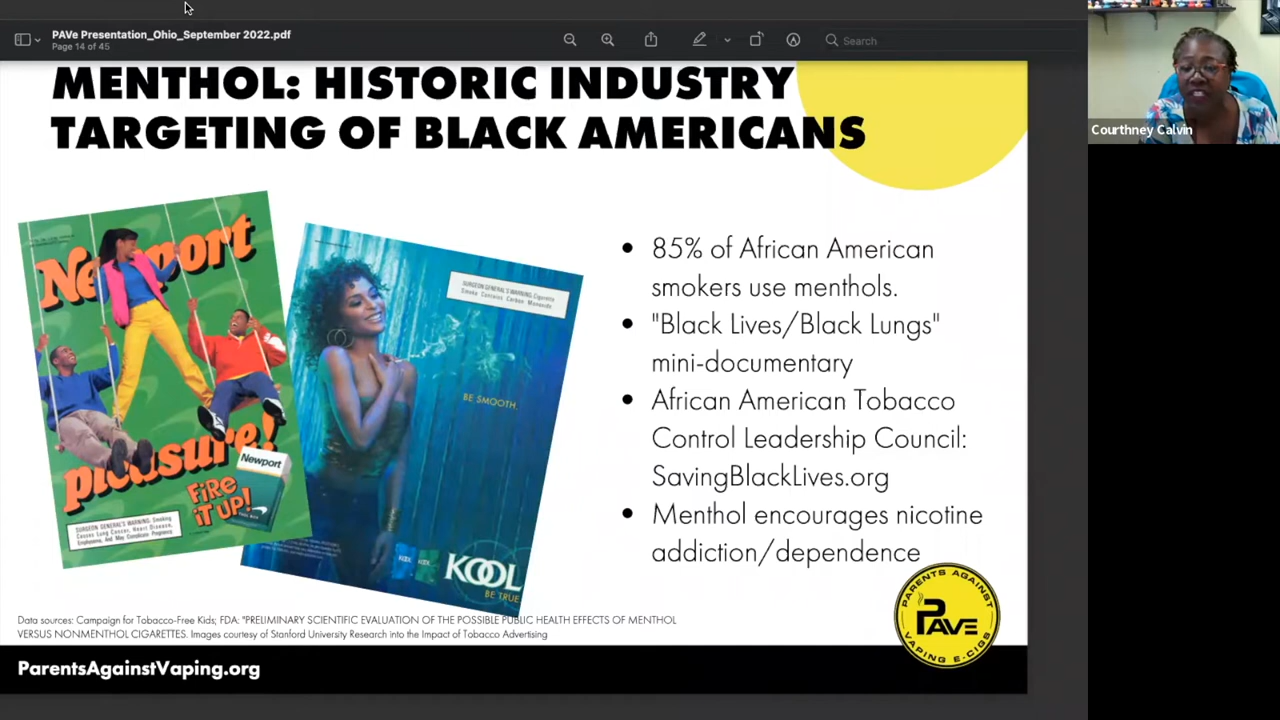 PAVe Presentation_Ohio_September 2022.pdf
Page 14 of 45
Search
Courthney Calvin
MENTHOL: HISTORIC INDUSTRY
TARGETING OF BLACK AMERICANS
Newport
pleasure!
FiRe
iT UP!
Newport
SURGEON GENERAL'S WARNING: Smoking
Causes Lung Cancer, Heart Disease,
Emphysema, And May Complicate Pregnancy.
SURGEON GENERAL'S WARNING: Cigarette
Smoke Contains Carbon Monoxide.
BE SMOOTH.
KOOL
BE TRUE
• 85% of African American
smokers use menthols.
• "Black Lives/Black Lungs"
mini-documentary
• African American Tobacco
Control Leadership Council:
SavingBlackLives.org
• Menthol encourages nicotine
addiction/dependence
Data sources: Campaign for Tobacco-Free Kids; FDA: "PRELIMINARY SCIENTIFIC EVALUATION OF THE POSSIBLE PUBLIC HEALTH EFFECTS OF MENTHOL
VERSUS NONMENTHOL CIGARETTES. Images courtesy of Stanford University Research into the Impact of Tobacco Advertising
PARENTS AGAINST
PAVE
VAPING E-CIGS
ParentsAgainstVaping.org